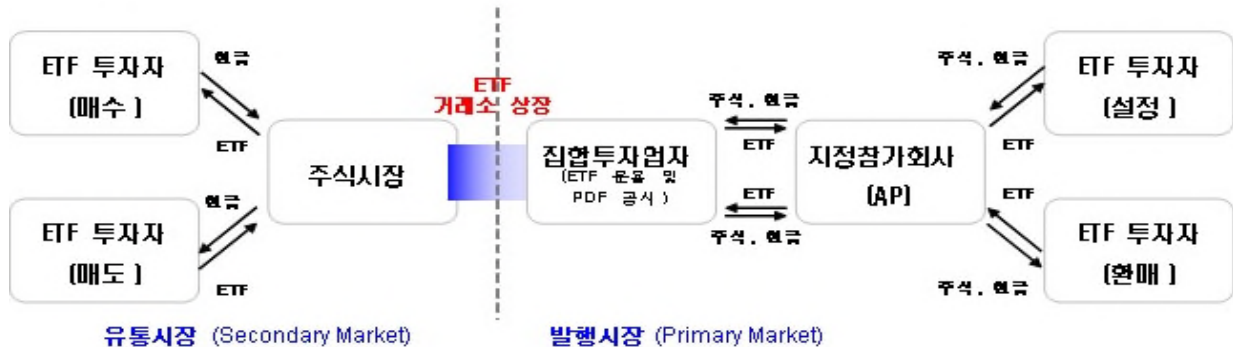 ETF 투자자
(매수)
현금
ETF
ETF 투자자
(매도)
현금
ETF
주식시장
ETF
거래소 상장
집합투자업자
(ETF 운용 및
PDF 공시)
주식, 현금
ETF
ETF
주식, 현금
지정참가회사
(AP)
주식, 현금
ETF
ETF 투자자
(설정)
ETF
주식, 현금
ETF 투자자
(환매)
유통시장 (Secondary Market)
발행시장 (Primary Market)